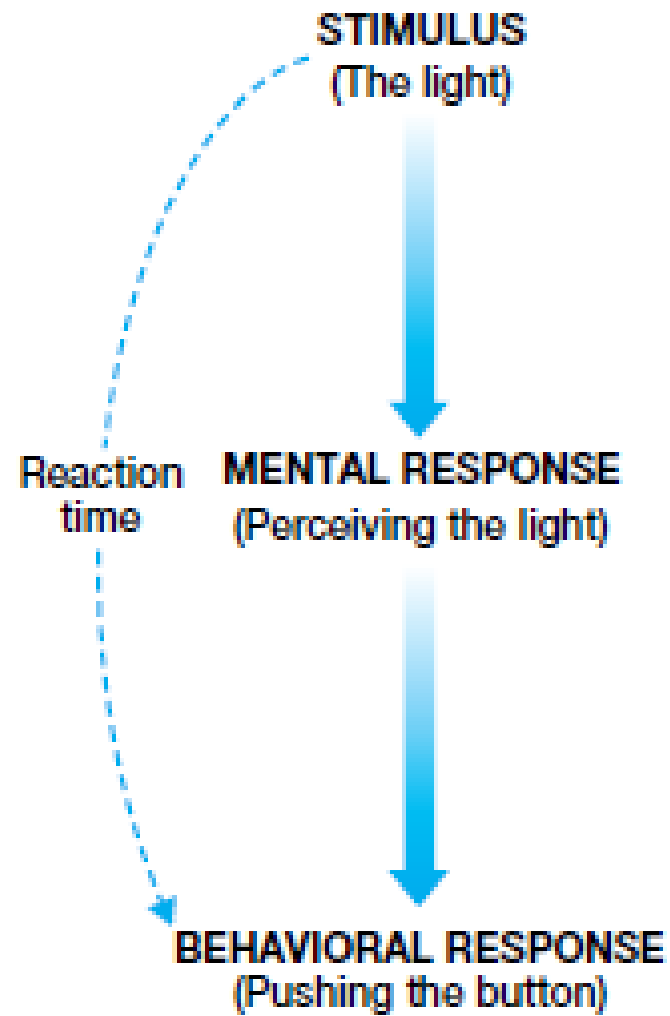 STIMULUS
(The light)
Reaction
time
MENTAL RESPONSE
(Perceiving the light)
BEHAVIORAL RESPONSE
(Pushing the button)